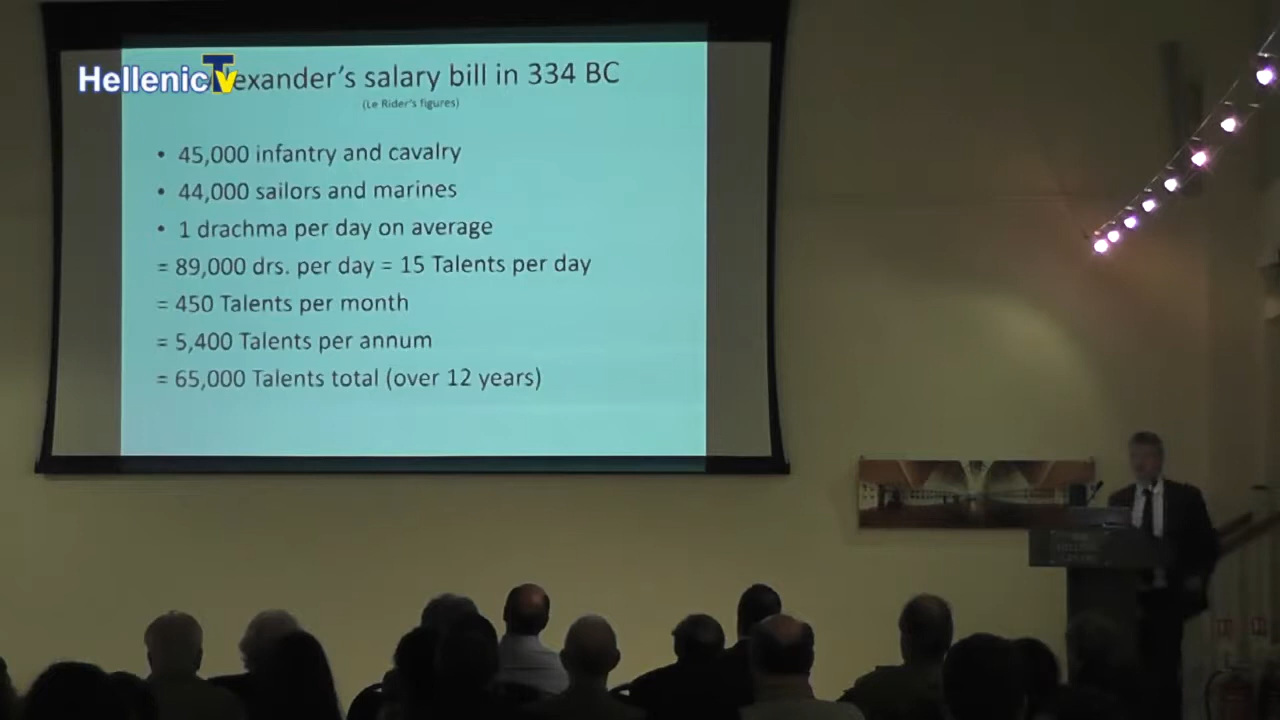 HellenicTv
exander's salary bill in 334 BC
(Le Rider's figures)
• 45,000 infantry and cavalry
• 44,000 sailors and marines
• 1 drachma per day on average
= 89,000 drs. per day = 15 Talents per day
= 450 Talents per month
= 5,400 Talents per annum
= 65,000 Talents total (over 12 years)